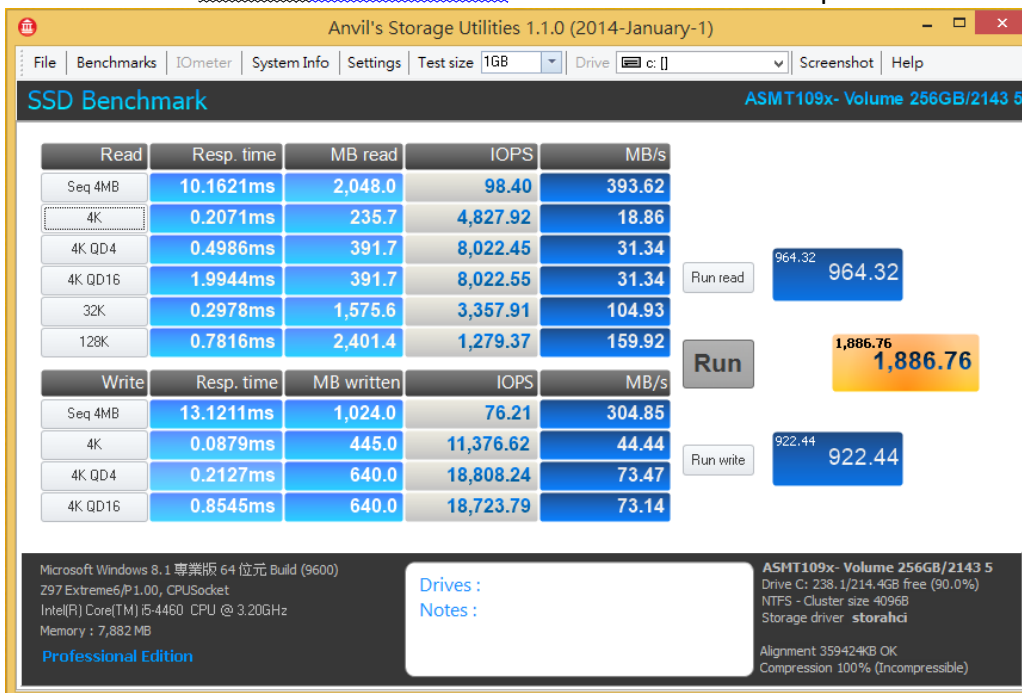 Anvil's Storage Utilities 1.1.0 (2014-January-1)
File Benchmarks IOmeter System Info Settings Test size 1GB Drive c: [] Screenshot Help
SSD Benchmark ASMT109x- Volume 256GB/2143 5
Read Resp. time MB read IOPS MB/s
Seq 4MB 10.1621ms 2,048.0 98.40 393.62
4K 0.2071ms 235.7 4,827.92 18.86
4K QD4 0.4986ms 391.7 8,022.45 31.34
4K QD16 1.9944ms 391.7 8,022.55 31.34
Run read 964.32 964.32
32K 0.2978ms 1,575.6 3,357.91 104.93
128K 0.7816ms 2,401.4 1,279.37 159.92
Run 1,886.76 1,886.76
Write Resp. time MB written IOPS MB/s
Seq 4MB 13.1211ms 1,024.0 76.21 304.85
4K 0.0879ms 445.0 11,376.62 44.44
Run write 922.44 922.44
4K QD4 0.2127ms 640.0 18,808.24 73.47
4K QD16 0.8545ms 640.0 18,723.79 73.14
Microsoft Windows 8.1 專業版 64 位元 Build (9600)
Z97 Extreme6/P1.00, CPUSocket
Intel(R) Core(TM) i5-4460 CPU @ 3.20GHz
Memory : 7,882 MB
Professional Edition
Drives :
Notes :
ASMT109x- Volume 256GB/2143 5
Drive C: 238.1/214.4GB free (90.0%)
NTFS - Cluster size 4096B
Storage driver storahci
Alignment 359424KB OK
Compression 100% (Incompressible)